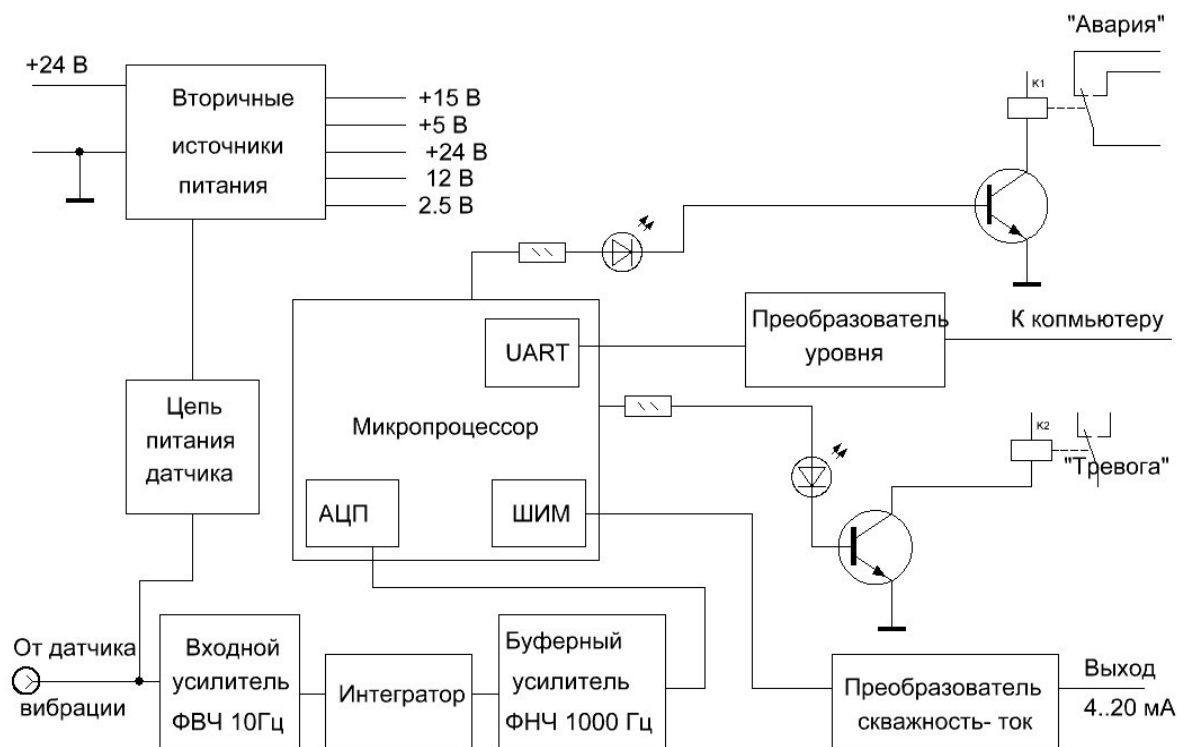 "Авария"
+24 В
Вторичные
источники
питания
+15 В
+5 В
+24 В
12 В
2.5 В
K1
UART
Преобразователь
уровня
К копмьютеру
Микропроцессор
Цепь
питания
датчика
K2
"Тревога"
АЦП
ШИМ
От датчика
вибрации
Входной
усилитель
ФВЧ 10Гц
Интегратор
Буферный
усилитель
ФНЧ 1000 Гц
Преобразователь
скважность- ток
Выход
4..20 мА